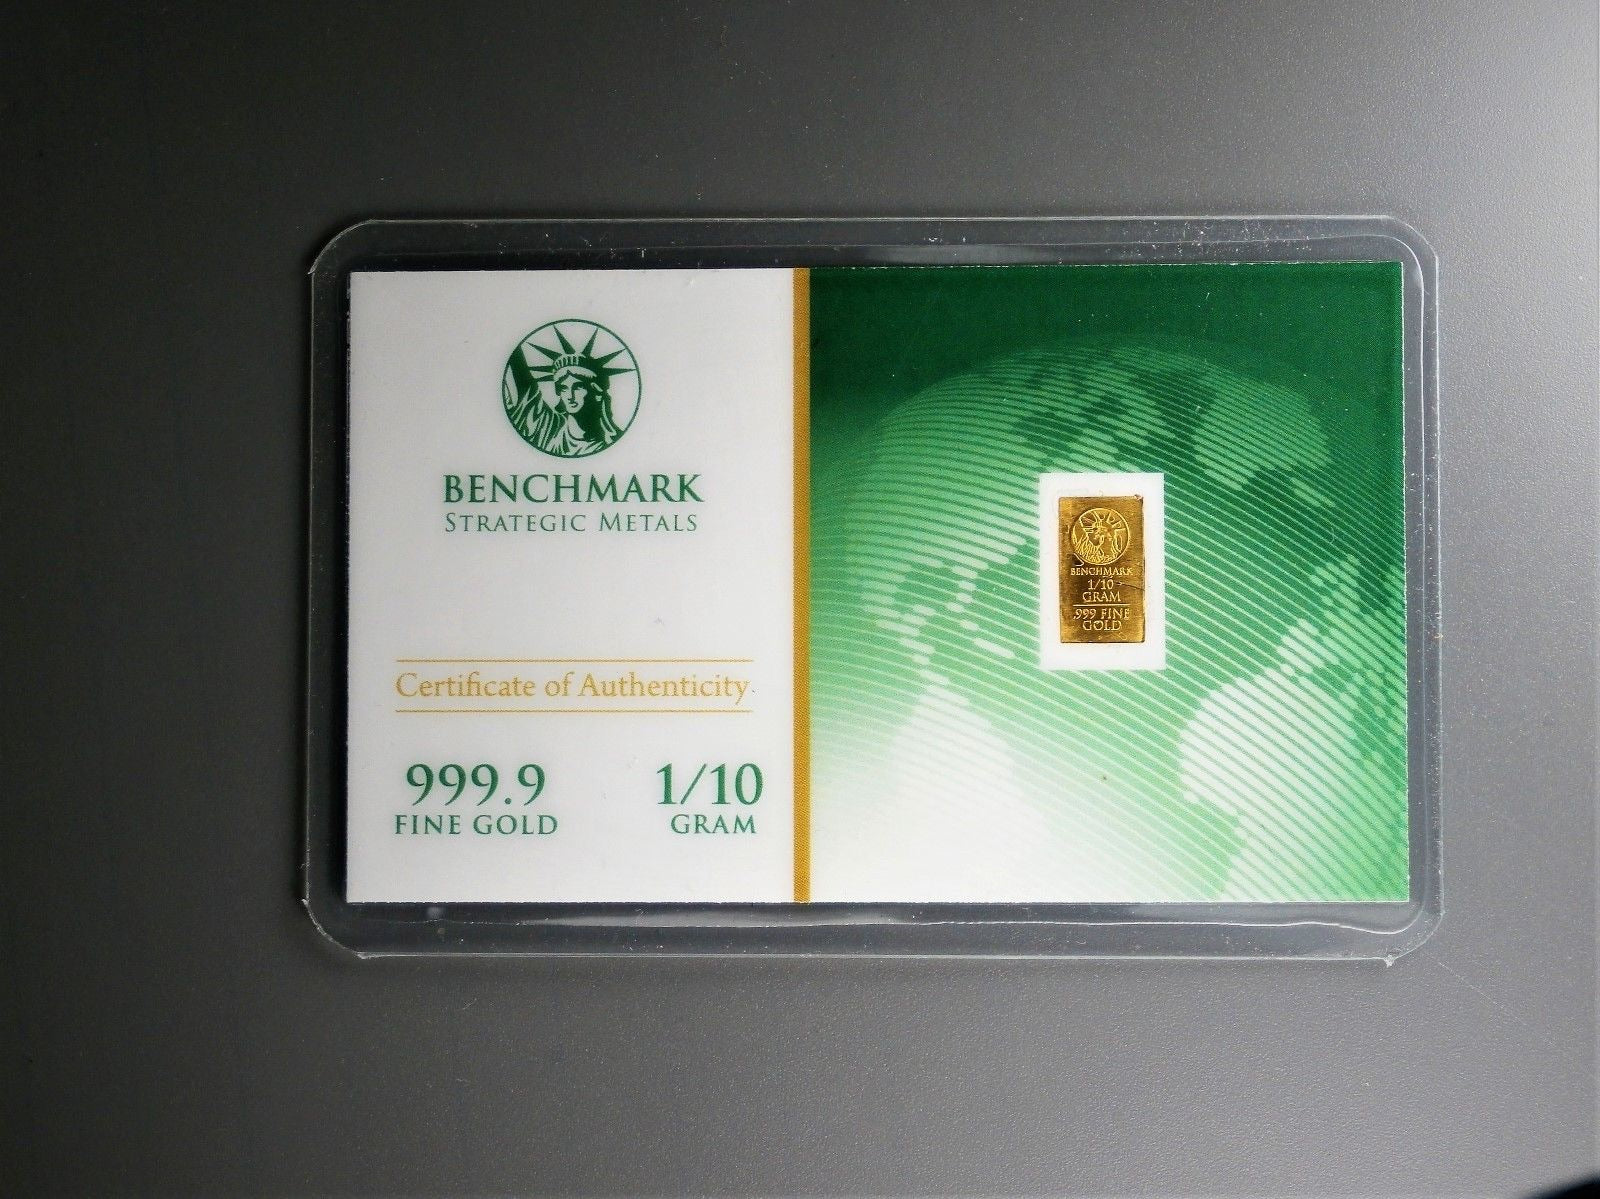 BENCHMARK
STRATEGIC METALS
Certificate of Authenticity
999.9
FINE GOLD
1/10
GRAM
BENCHMARK
1/10
GRAM
.999 FINE
GOLD